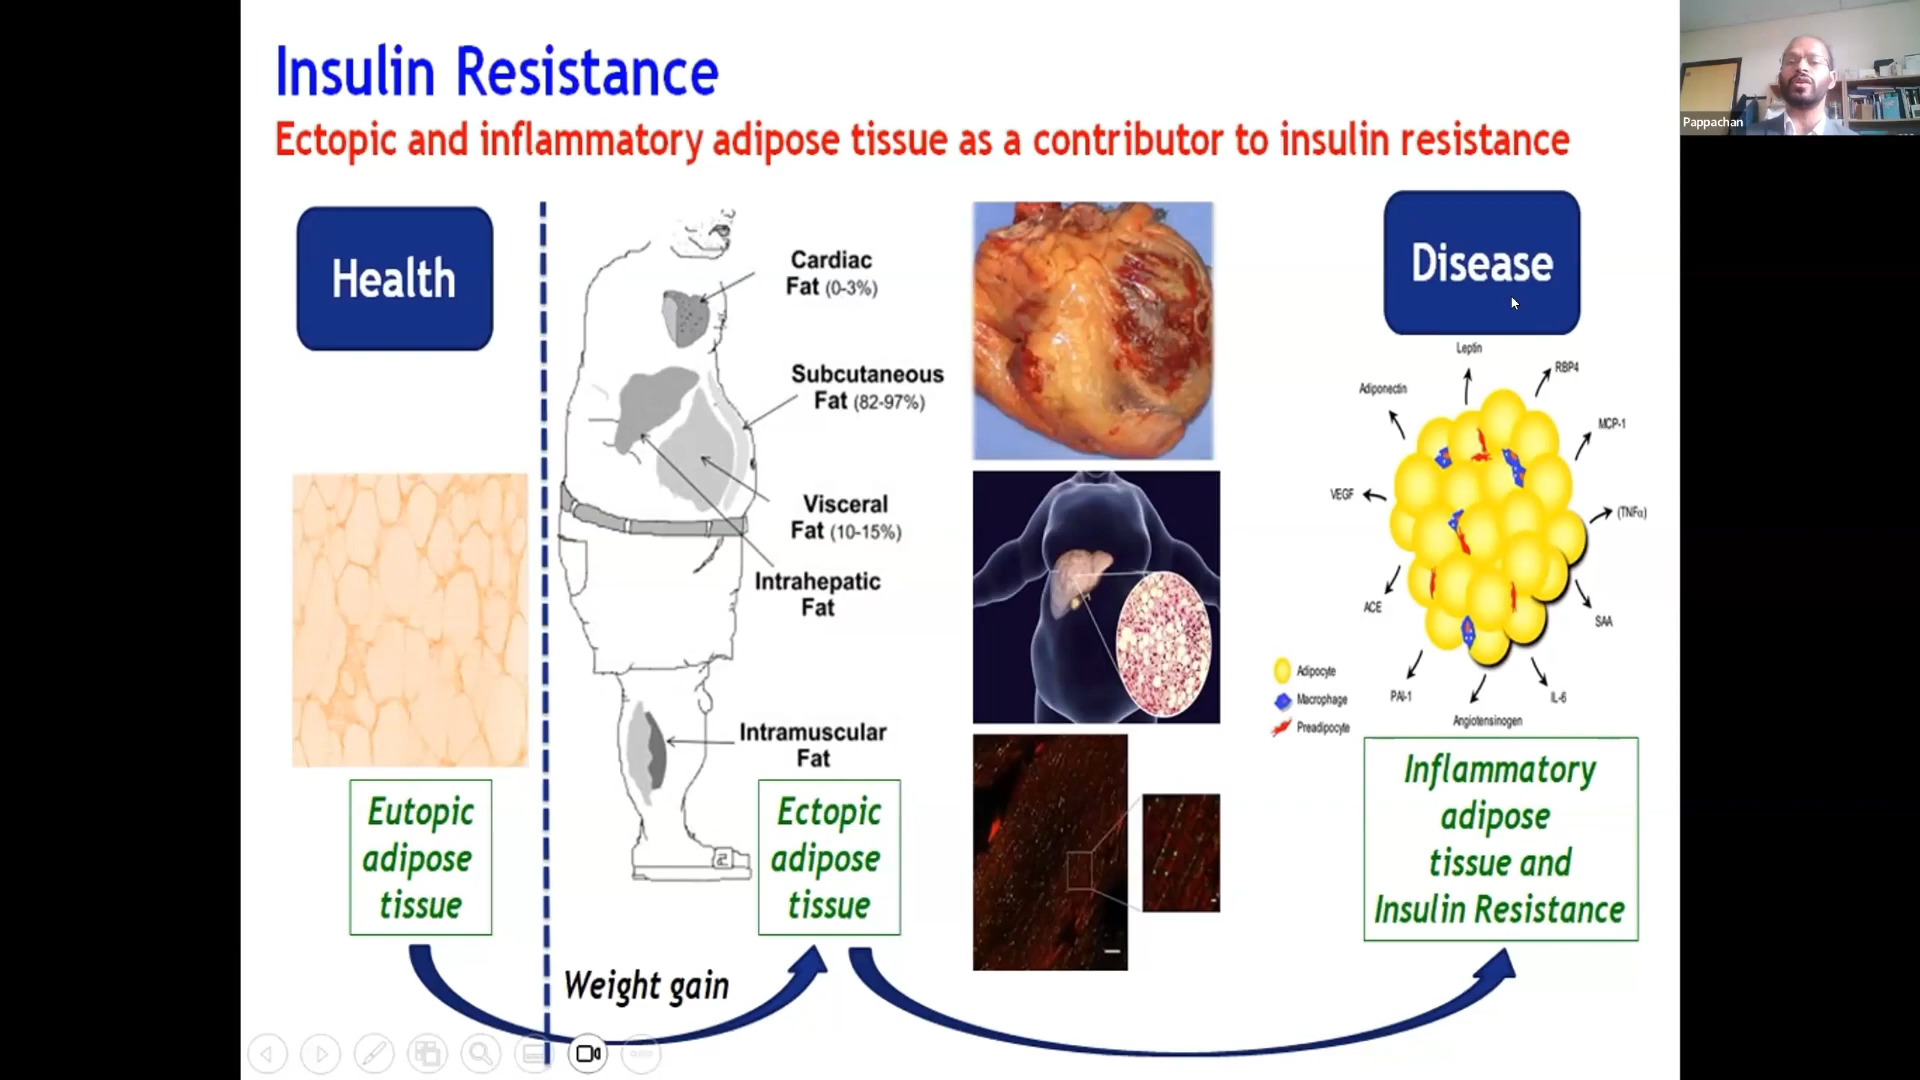 Insulin Resistance
Ectopic and inflammatory adipose tissue as a contributor to insulin resistance
Pappachan
Health
Cardiac
Fat (0-3%)
Subcutaneous
Fat (82-97%)
Visceral
Fat (10-15%)
Intrahepatic
Fat
Intramuscular
Fat
Disease
Leptin
RBP4
Adiponectin
MCP-1
VEGF
(TNFα)
ACE
SAA
PAI-1
IL-6
Angiotensinogen
Adipocyte
Macrophage
Preadipocyte
Eutopic
adipose
tissue
Ectopic
adipose
tissue
Inflammatory
adipose
tissue and
Insulin Resistance
Weight gain